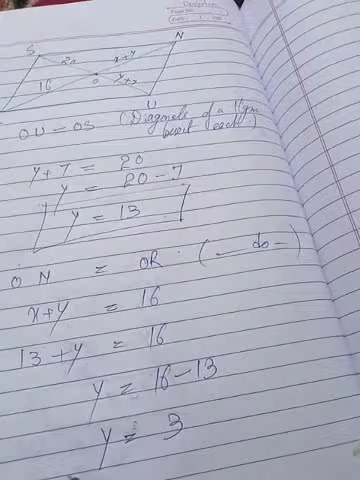 S N
20 x+y
O
16 y+7
U
OU = OS (Diagonals of a ||gm
bisect each)
y+7 = 20
y = 20 - 7
y = 13
ON = OR (— do —)
x+y = 16
13+y = 16
y = 16-13
y = 3